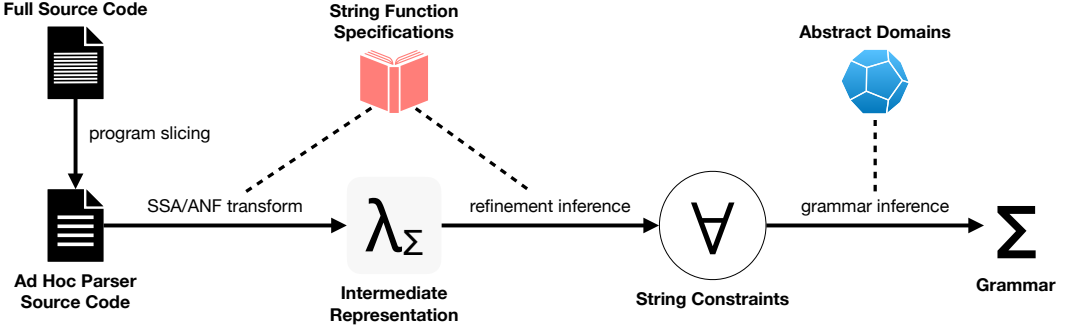 Full Source Code
String Function
Specifications
Abstract Domains
program slicing
SSA/ANF transform
λΣ
refinement inference
∀
grammar inference
Σ
Ad Hoc Parser
Source Code
Intermediate
Representation
String Constraints
Grammar